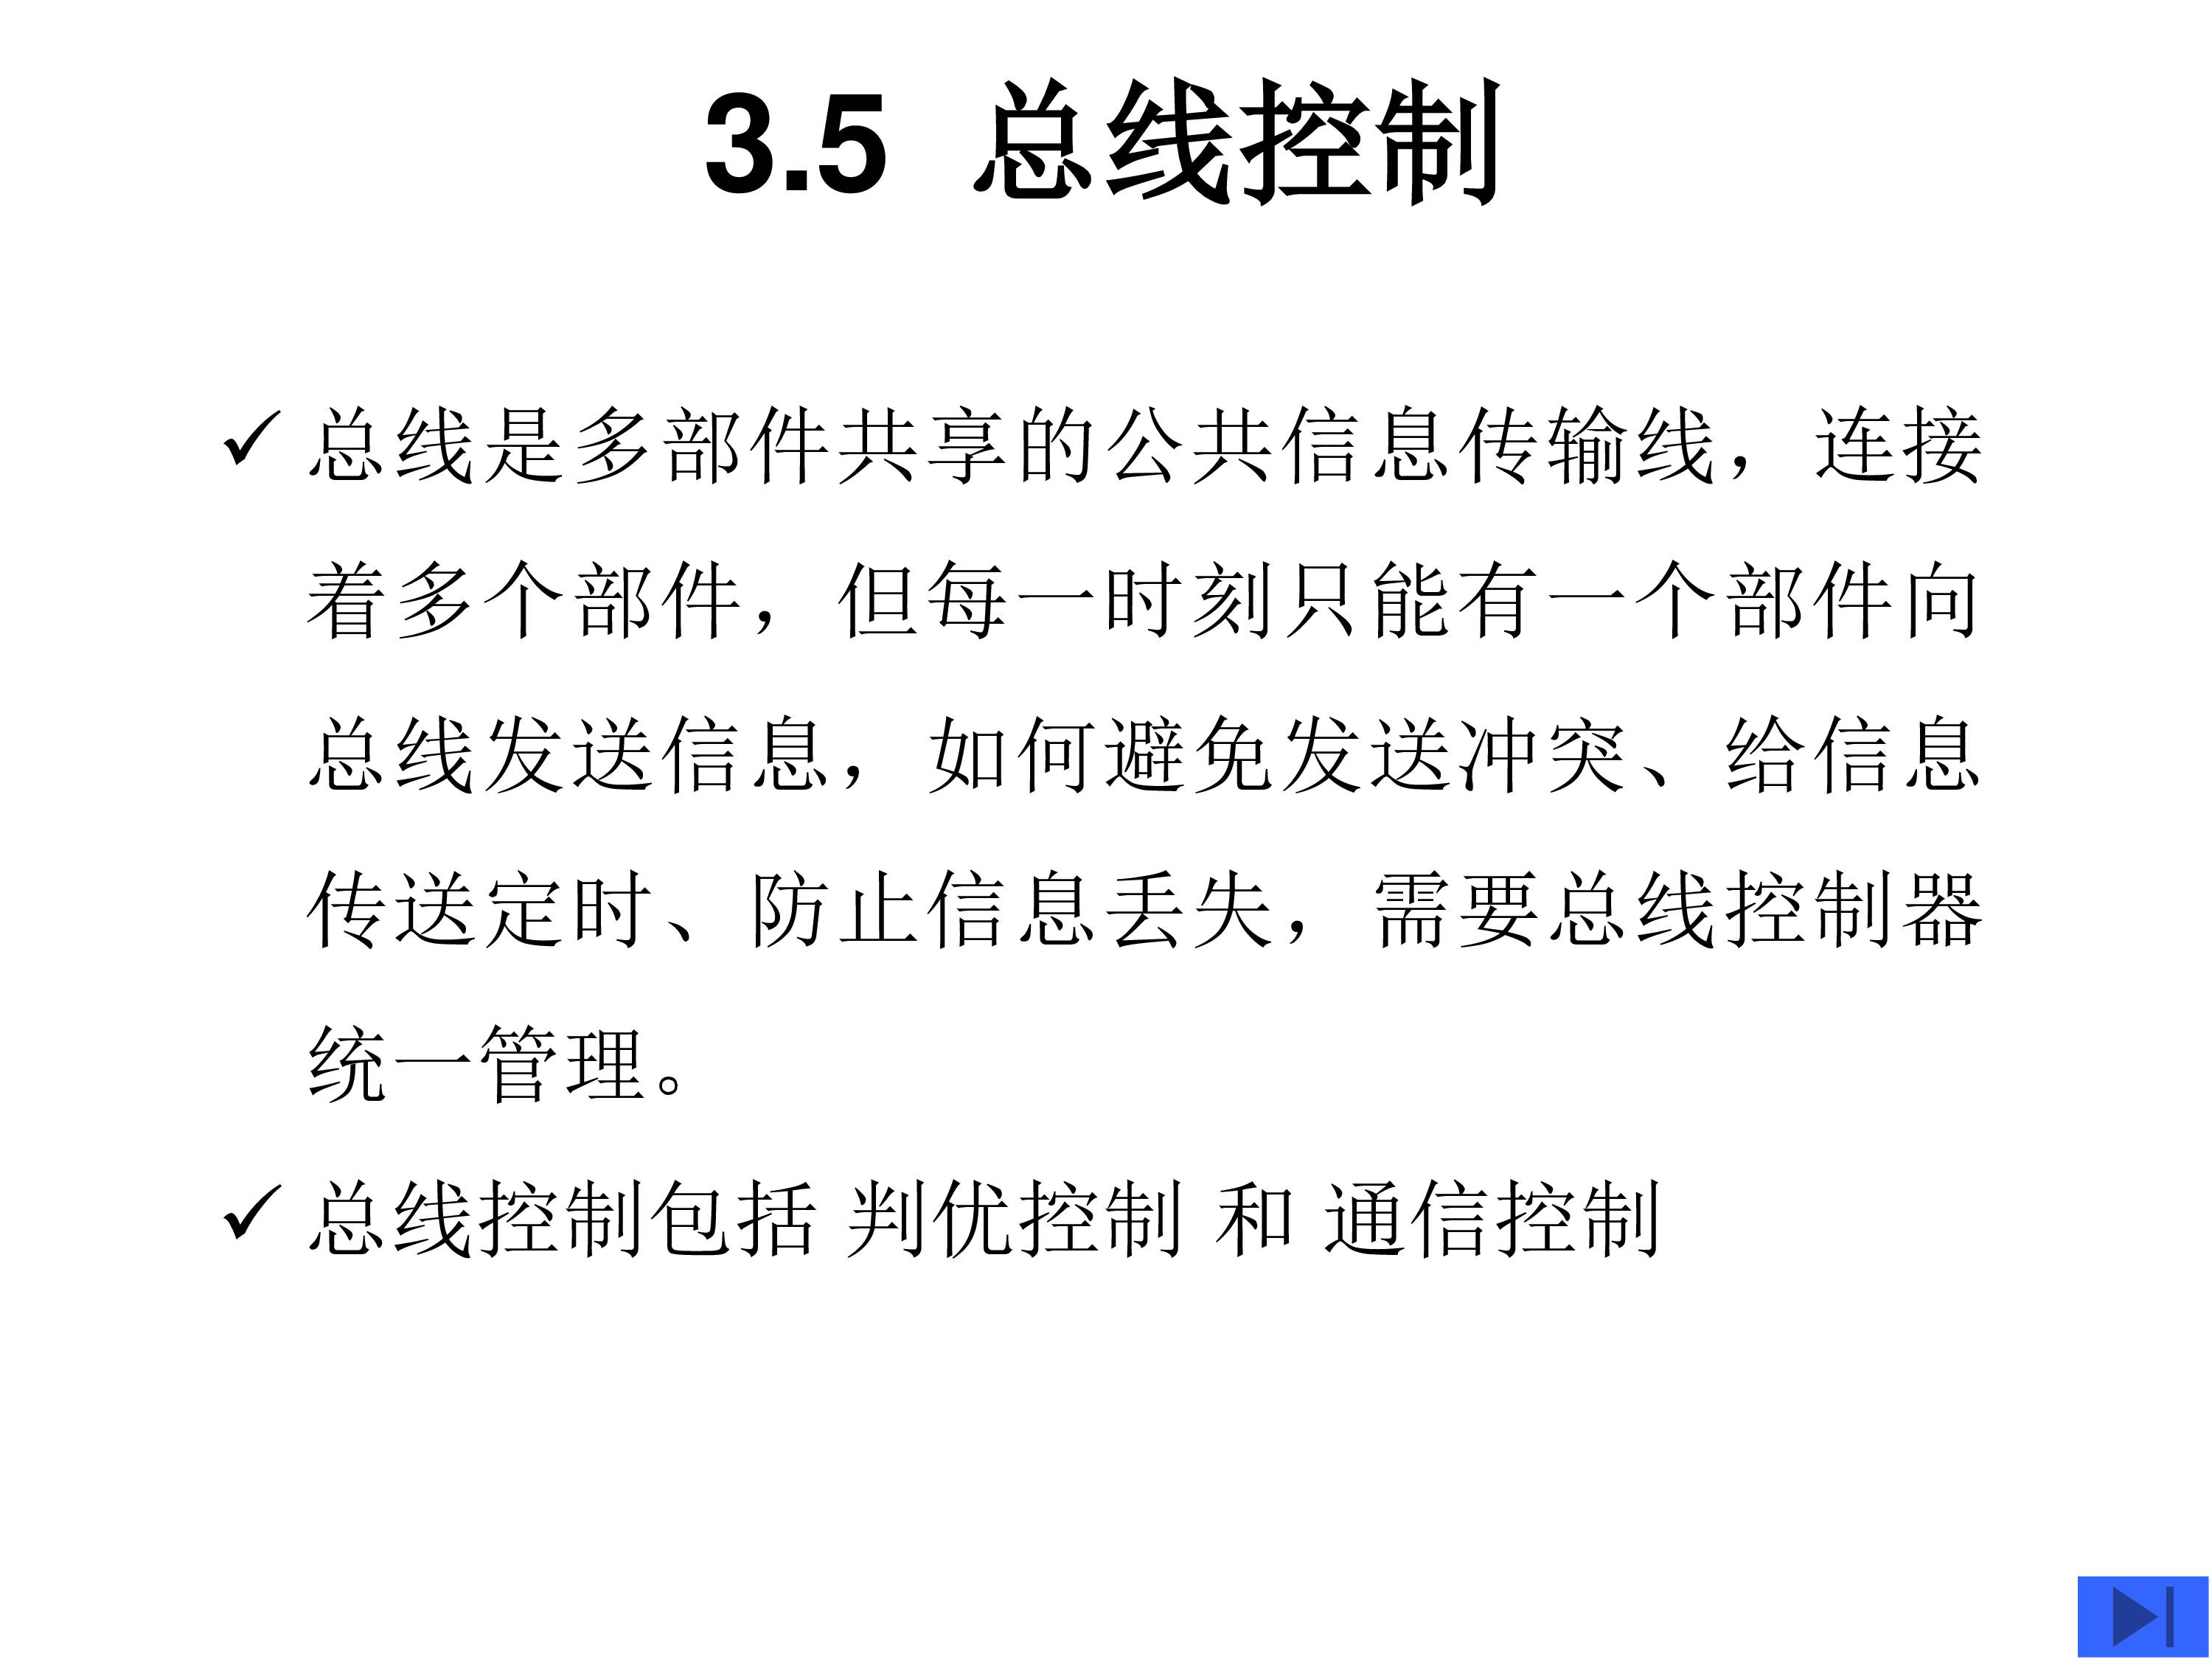 3.5 总线控制
✓ 总线是多部件共享的公共信息传输线，连接
着多个部件，但每一时刻只能有一个部件向
总线发送信息，如何避免发送冲突、给信息
传送定时、防止信息丢失，需要总线控制器
统一管理。
✓ 总线控制包括 判优控制 和 通信控制